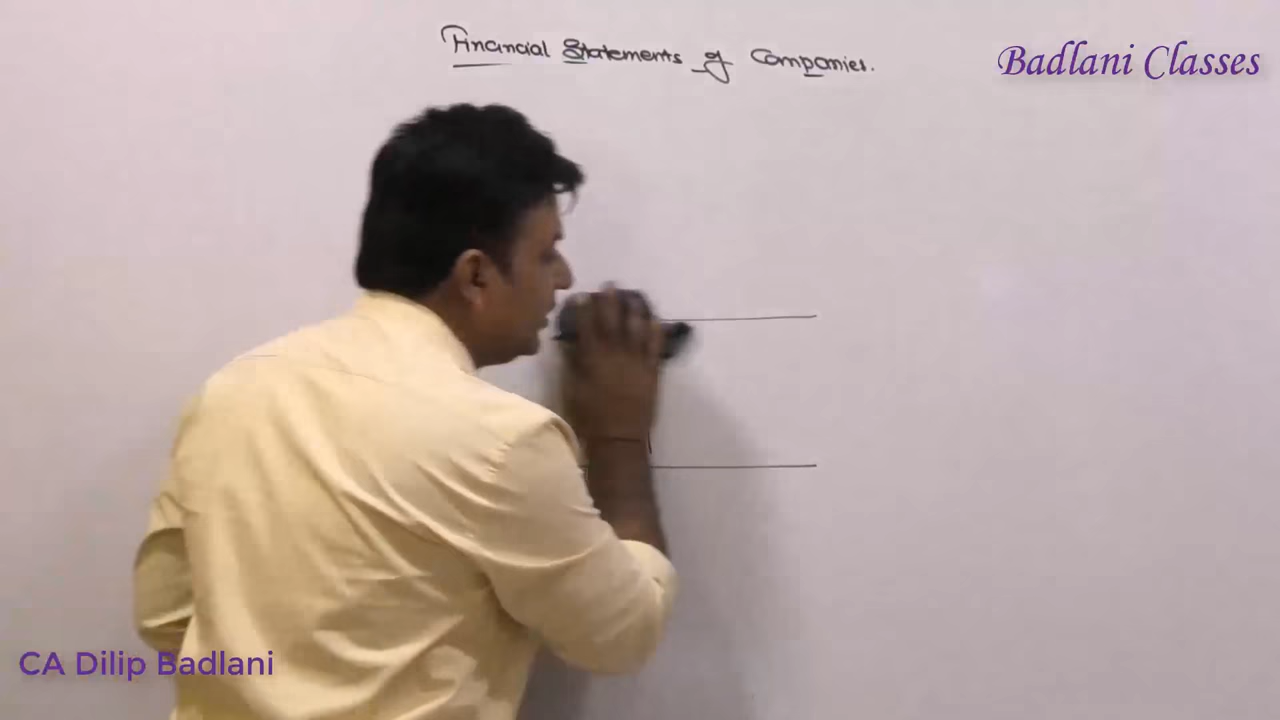 Financial Statements of Companies.
Badlani Classes
CA Dilip Badlani